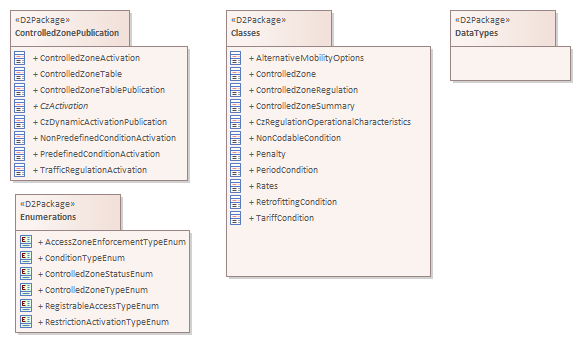 «D2Package»
ControlledZonePublication
+ ControlledZoneActivation
+ ControlledZoneTable
+ ControlledZoneTablePublication
+ CzActivation
+ CzDynamicActivationPublication
+ NonPredefinedConditionActivation
+ PredefinedConditionActivation
+ TrafficRegulationActivation
«D2Package»
Classes
+ AlternativeMobilityOptions
+ ControlledZone
+ ControlledZoneRegulation
+ ControlledZoneSummary
+ CzRegulationOperationalCharacteristics
+ NonCodableCondition
+ Penalty
+ PeriodCondition
+ Rates
+ RetrofittingCondition
+ TariffCondition
«D2Package»
DataTypes
«D2Package»
Enumerations
+ AccessZoneEnforcementTypeEnum
+ ConditionTypeEnum
+ ControlledZoneStatusEnum
+ ControlledZoneTypeEnum
+ RegistrableAccessTypeEnum
+ RestrictionActivationTypeEnum